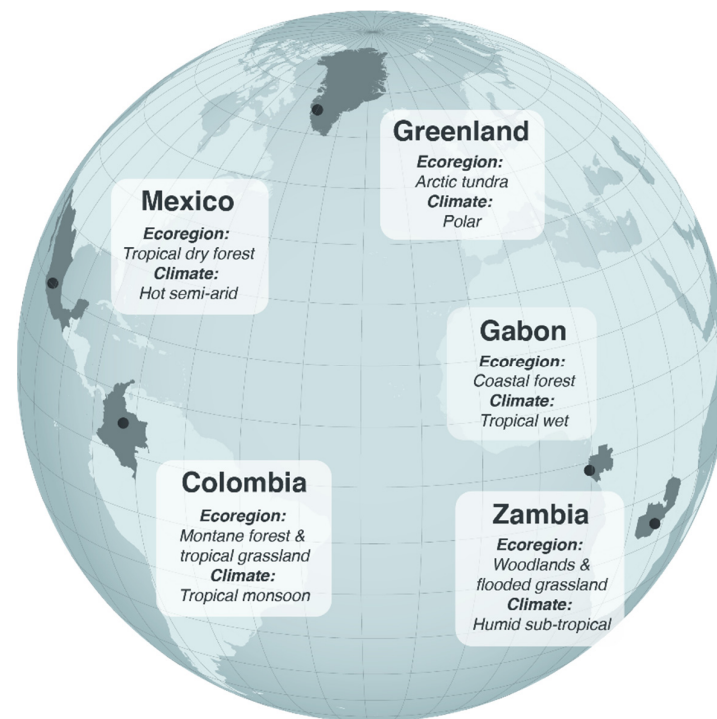 Greenland
Ecoregion:
Arctic tundra
Climate:
Polar
Mexico
Ecoregion:
Tropical dry forest
Climate:
Hot semi-arid
Gabon
Ecoregion:
Coastal forest
Climate:
Tropical wet
Colombia
Ecoregion:
Montane forest &
tropical grassland
Climate:
Tropical monsoon
Zambia
Ecoregion:
Woodlands &
flooded grassland
Climate:
Humid sub-tropical